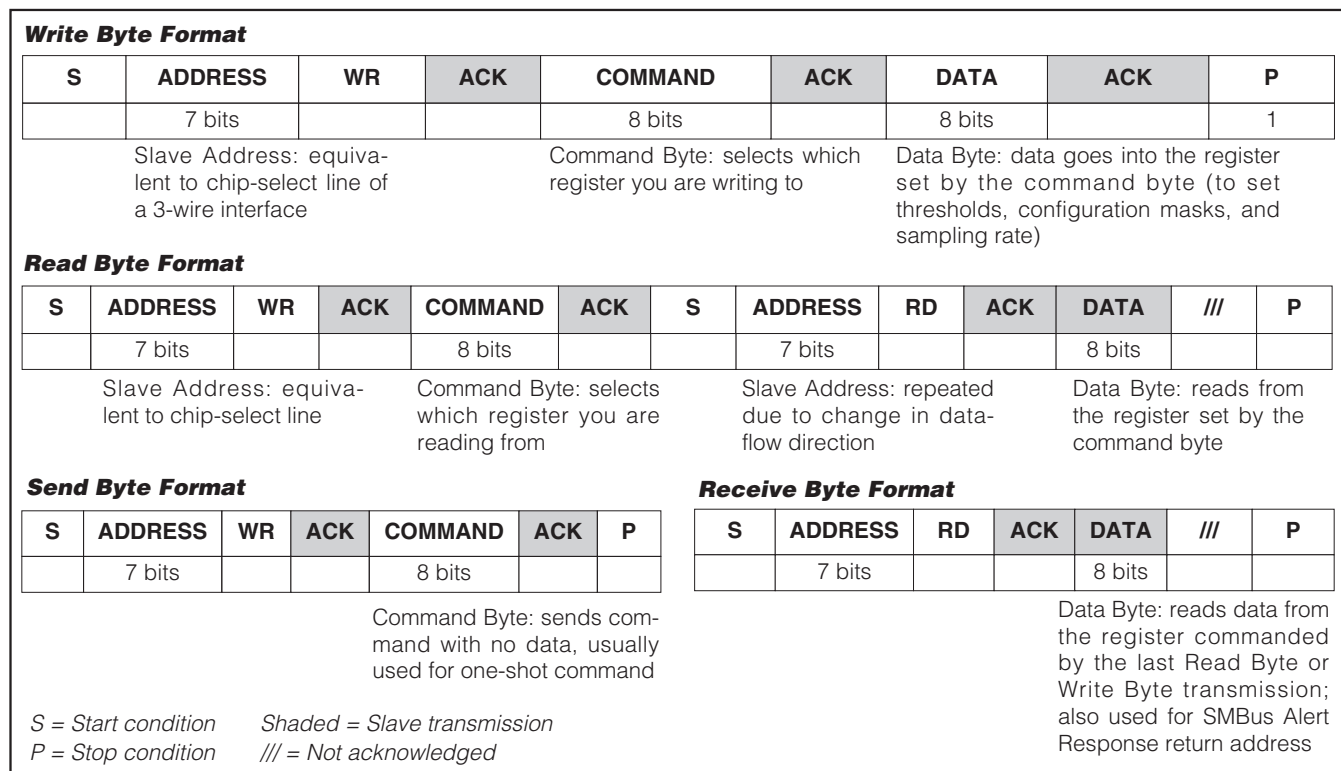 Write Byte Format
S ADDRESS WR ACK COMMAND ACK DATA ACK P
7 bits 8 bits 8 bits 1
Slave Address: equiva-
lent to chip-select line of
a 3-wire interface
Command Byte: selects which
register you are writing to
Data Byte: data goes into the register
set by the command byte (to set
thresholds, configuration masks, and
sampling rate)
Read Byte Format
S ADDRESS WR ACK COMMAND ACK S ADDRESS RD ACK DATA /// P
7 bits 8 bits 7 bits 8 bits
Slave Address: equiva-
lent to chip-select line
Command Byte: selects
which register you are
reading from
Slave Address: repeated
due to change in data-
flow direction
Data Byte: reads from
the register set by the
command byte
Send Byte Format
S ADDRESS WR ACK COMMAND ACK P
7 bits 8 bits
Command Byte: sends com-
mand with no data, usually
used for one-shot command
Receive Byte Format
S ADDRESS RD ACK DATA /// P
7 bits 8 bits
Data Byte: reads data from
the register commanded
by the last Read Byte or
Write Byte transmission;
also used for SMBus Alert
Response return address
S = Start condition Shaded = Slave transmission
P = Stop condition /// = Not acknowledged